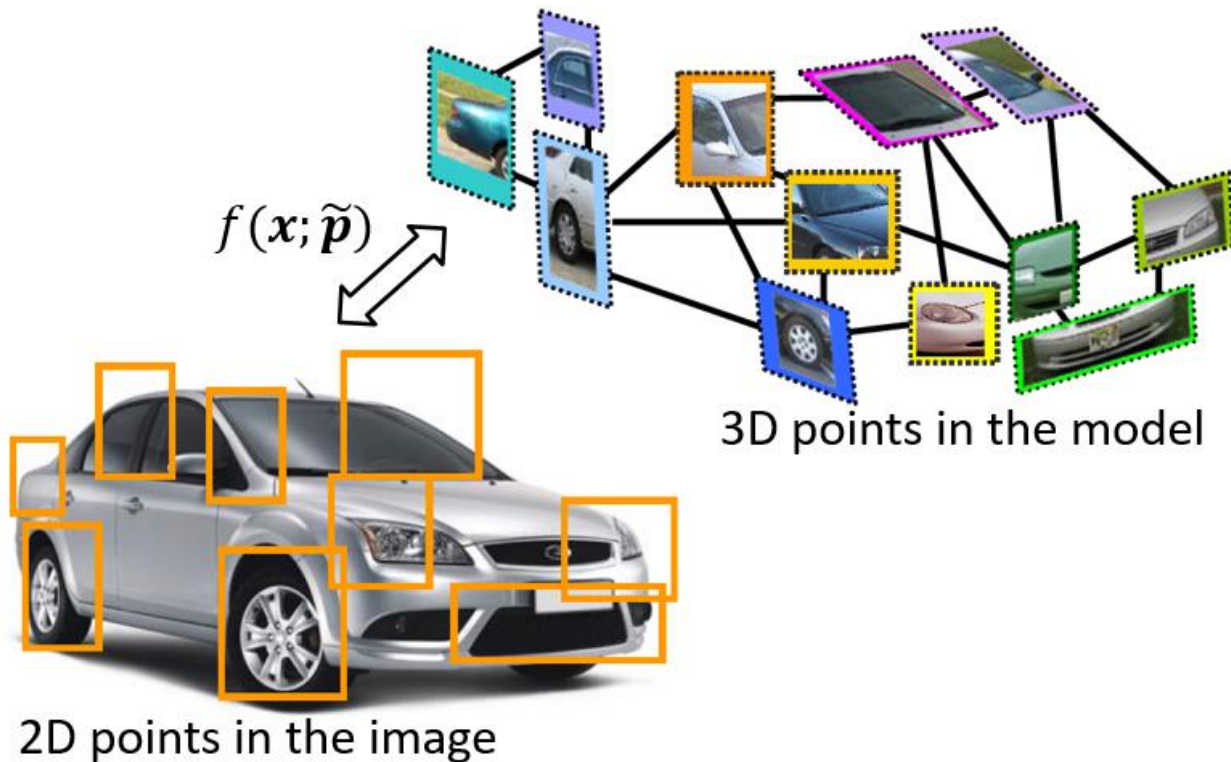 f(x; p̃)
3D points in the model
2D points in the image